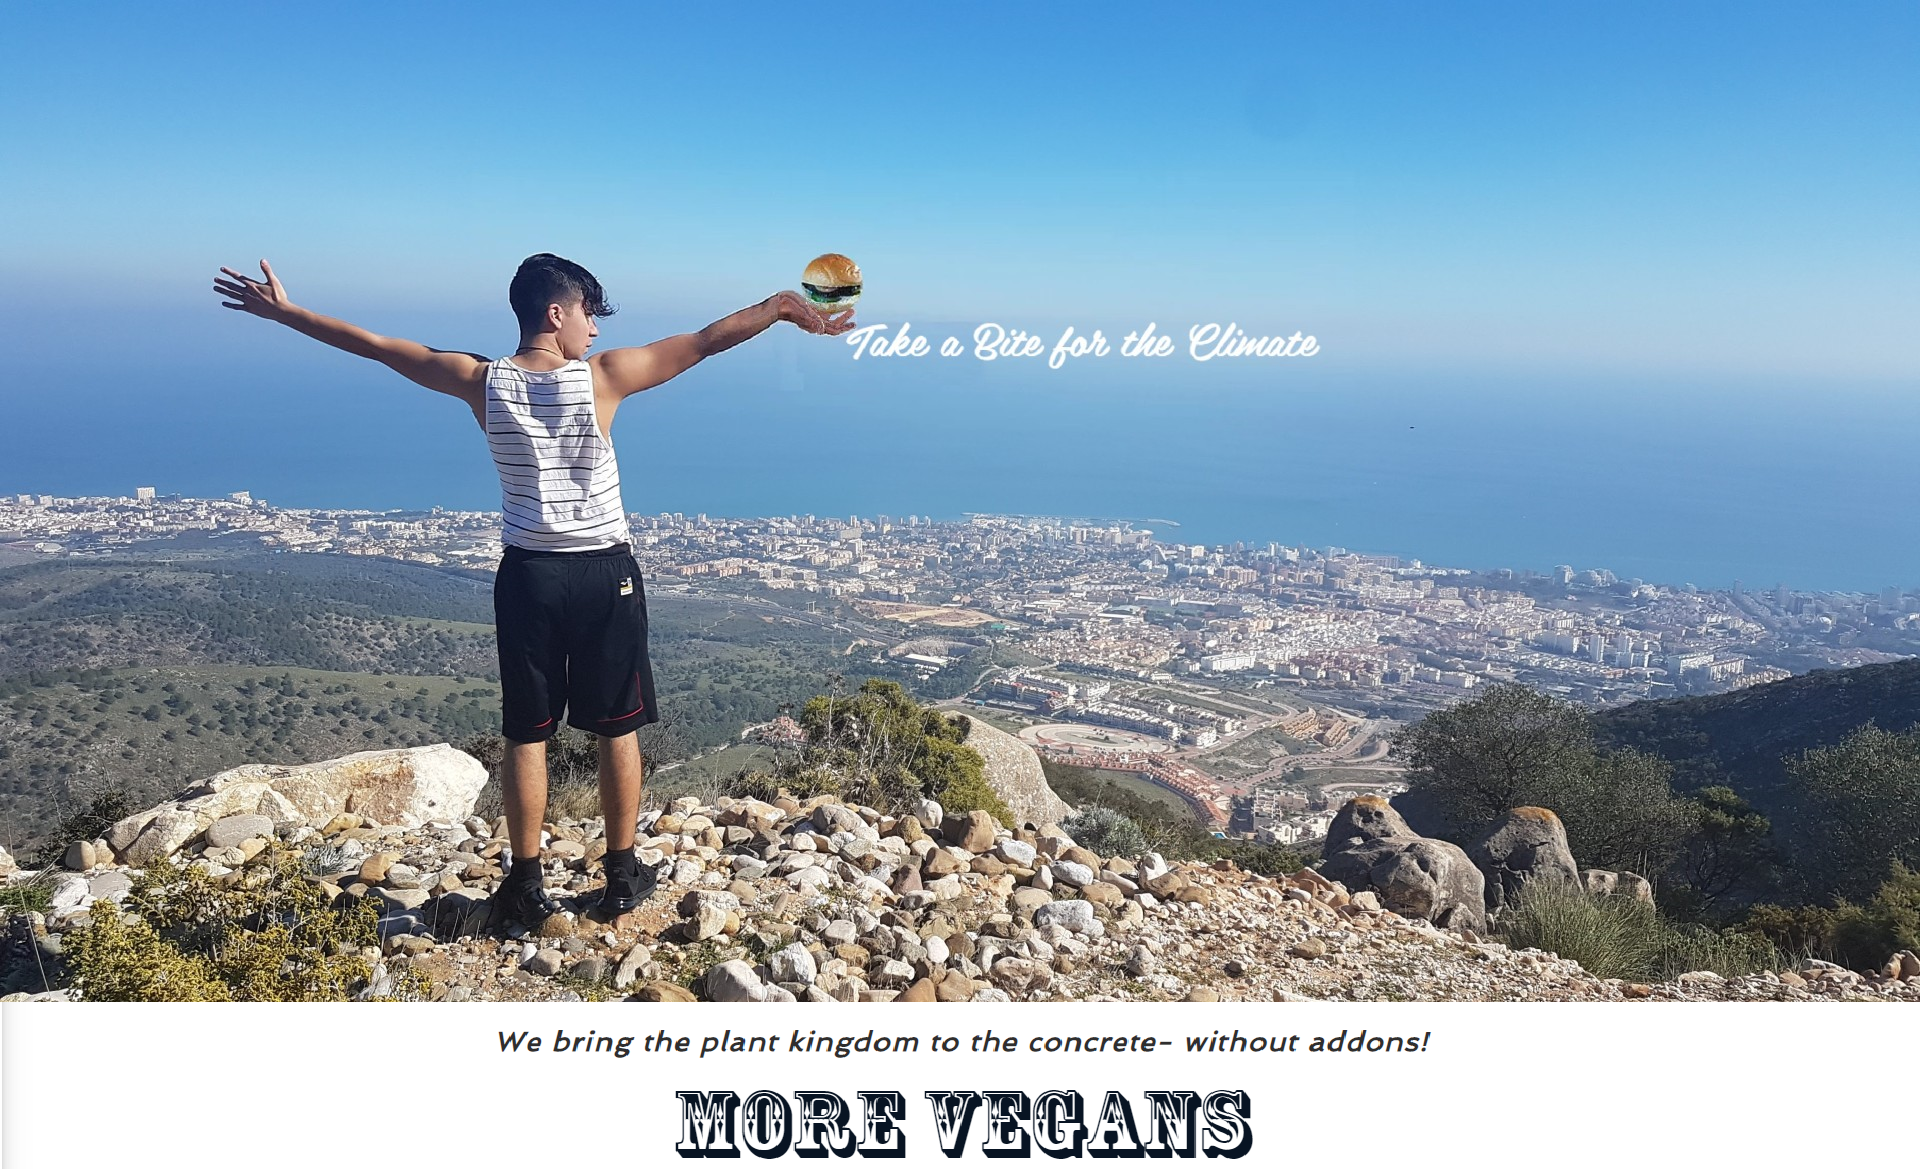 Take a Bite for the Climate
We bring the plant kingdom to the concrete- without addons!
MORE VEGANS